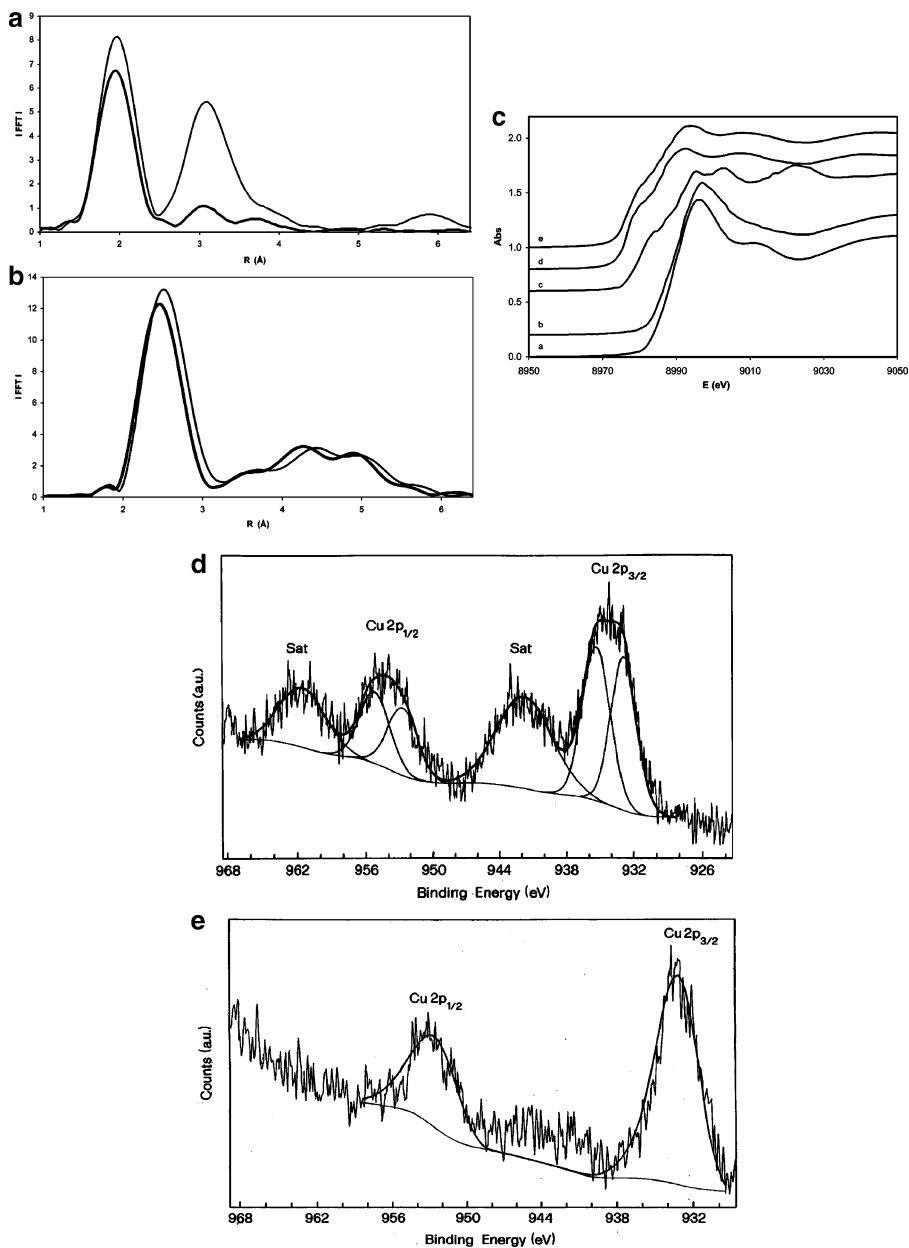 a
9
8
7
6
5
4
3
2
1
0
I FFT I
1 2 3 4 5 6
R (Å)
b
14
12
10
8
6
4
2
0
I FFT I
1 2 3 4 5 6
R (Å)
c
2.0
1.5
1.0
0.5
0.0
Abs
e
d
c
b
a
8950 8970 8990 9010 9030 9050
E (eV)
d
Cu 2p3/2
Cu 2p1/2
Sat
Sat
Counts (a.u.)
968 962 956 950 944 938 932 926
Binding Energy (eV)
e
Cu 2p3/2
Cu 2p1/2
Counts (a.u.)
968 962 956 950 944 938 932
Binding Energy (eV)